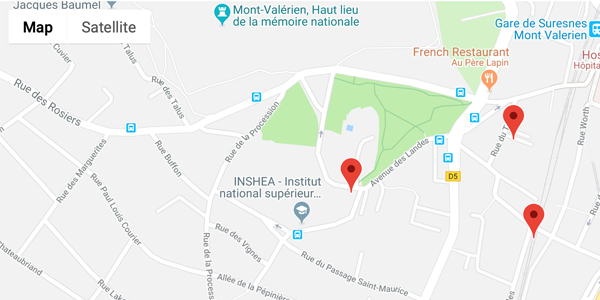 Jacques Baumel
Map
Satellite
Mont-Valérien, Haut lieu
de la mémoire nationale
Gare de Suresnes
Mont Valerien
French Restaurant
Au Père Lapin
Hos
Hôpita
Rue des Rosiers
Rue des Talus
Talus
Rue de la Procession
Rue Worth
Rue du T
Avenue des Landes
D5
Rue des Marguerites
Rue Buffon
INSHEA - Institut
national supérieur...
Rue Paul Louis Courier
Rue des Vignes
Rue de la Process
Rue du Passage Saint-Maurice
Chateaubriand
Allée de la Pépinière
Rue Lak